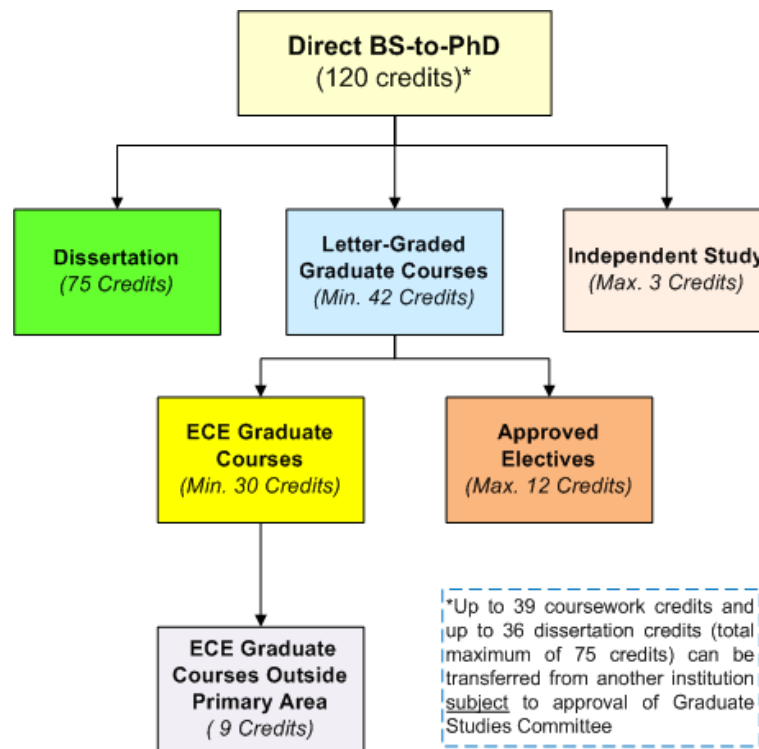 Direct BS-to-PhD
(120 credits)*
Dissertation
(75 Credits)
Letter-Graded
Graduate Courses
(Min. 42 Credits)
Independent Study
(Max. 3 Credits)
ECE Graduate
Courses
(Min. 30 Credits)
Approved
Electives
(Max. 12 Credits)
ECE Graduate
Courses Outside
Primary Area
( 9 Credits)
*Up to 39 coursework credits and
up to 36 dissertation credits (total
maximum of 75 credits) can be
transferred from another institution
subject to approval of Graduate
Studies Committee